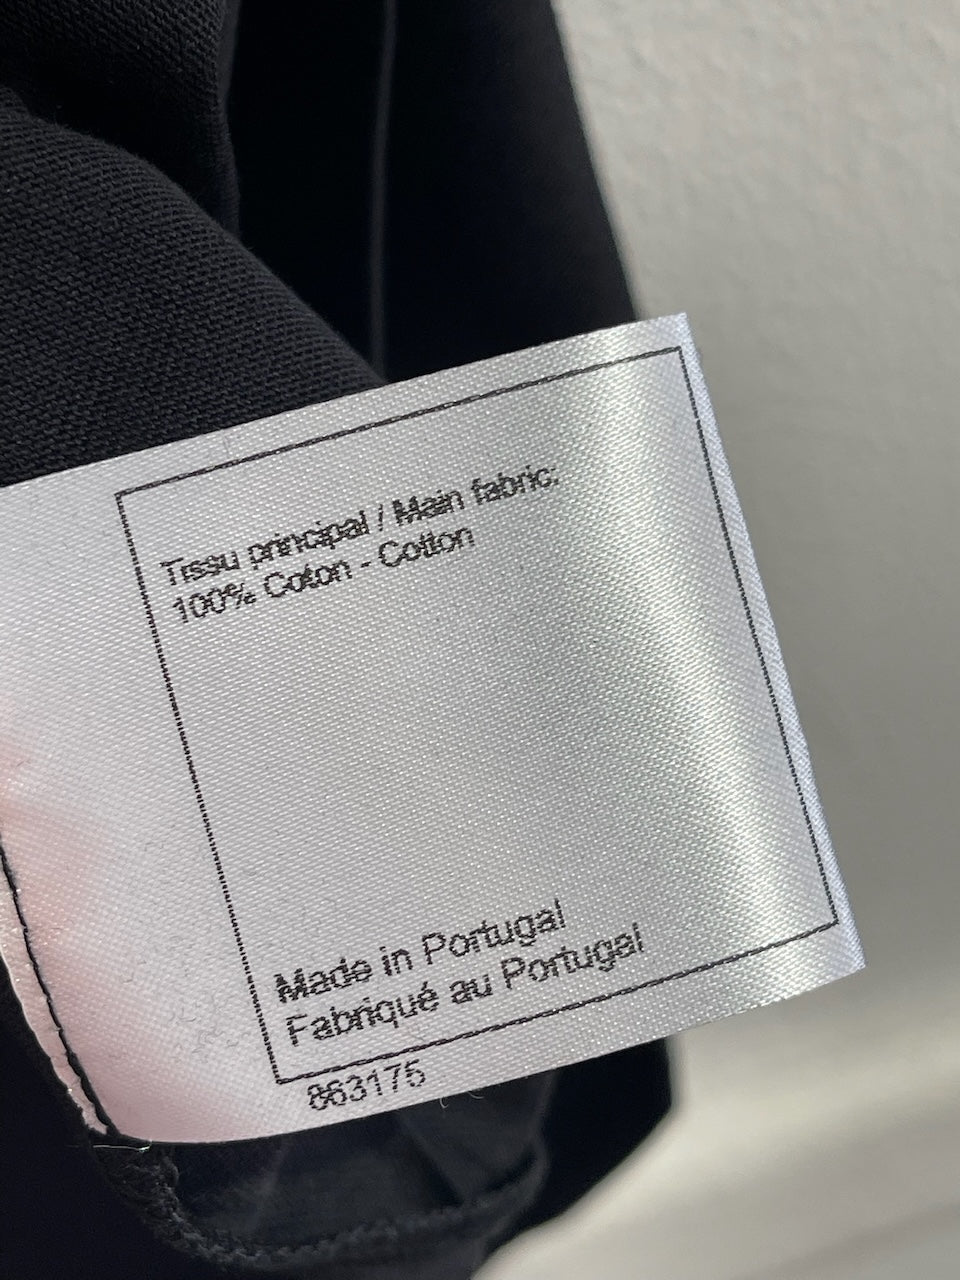 Tissu principal / Main fabric:
100% Coton - Cotton
Made in Portugal
Fabriqué au Portugal
863175